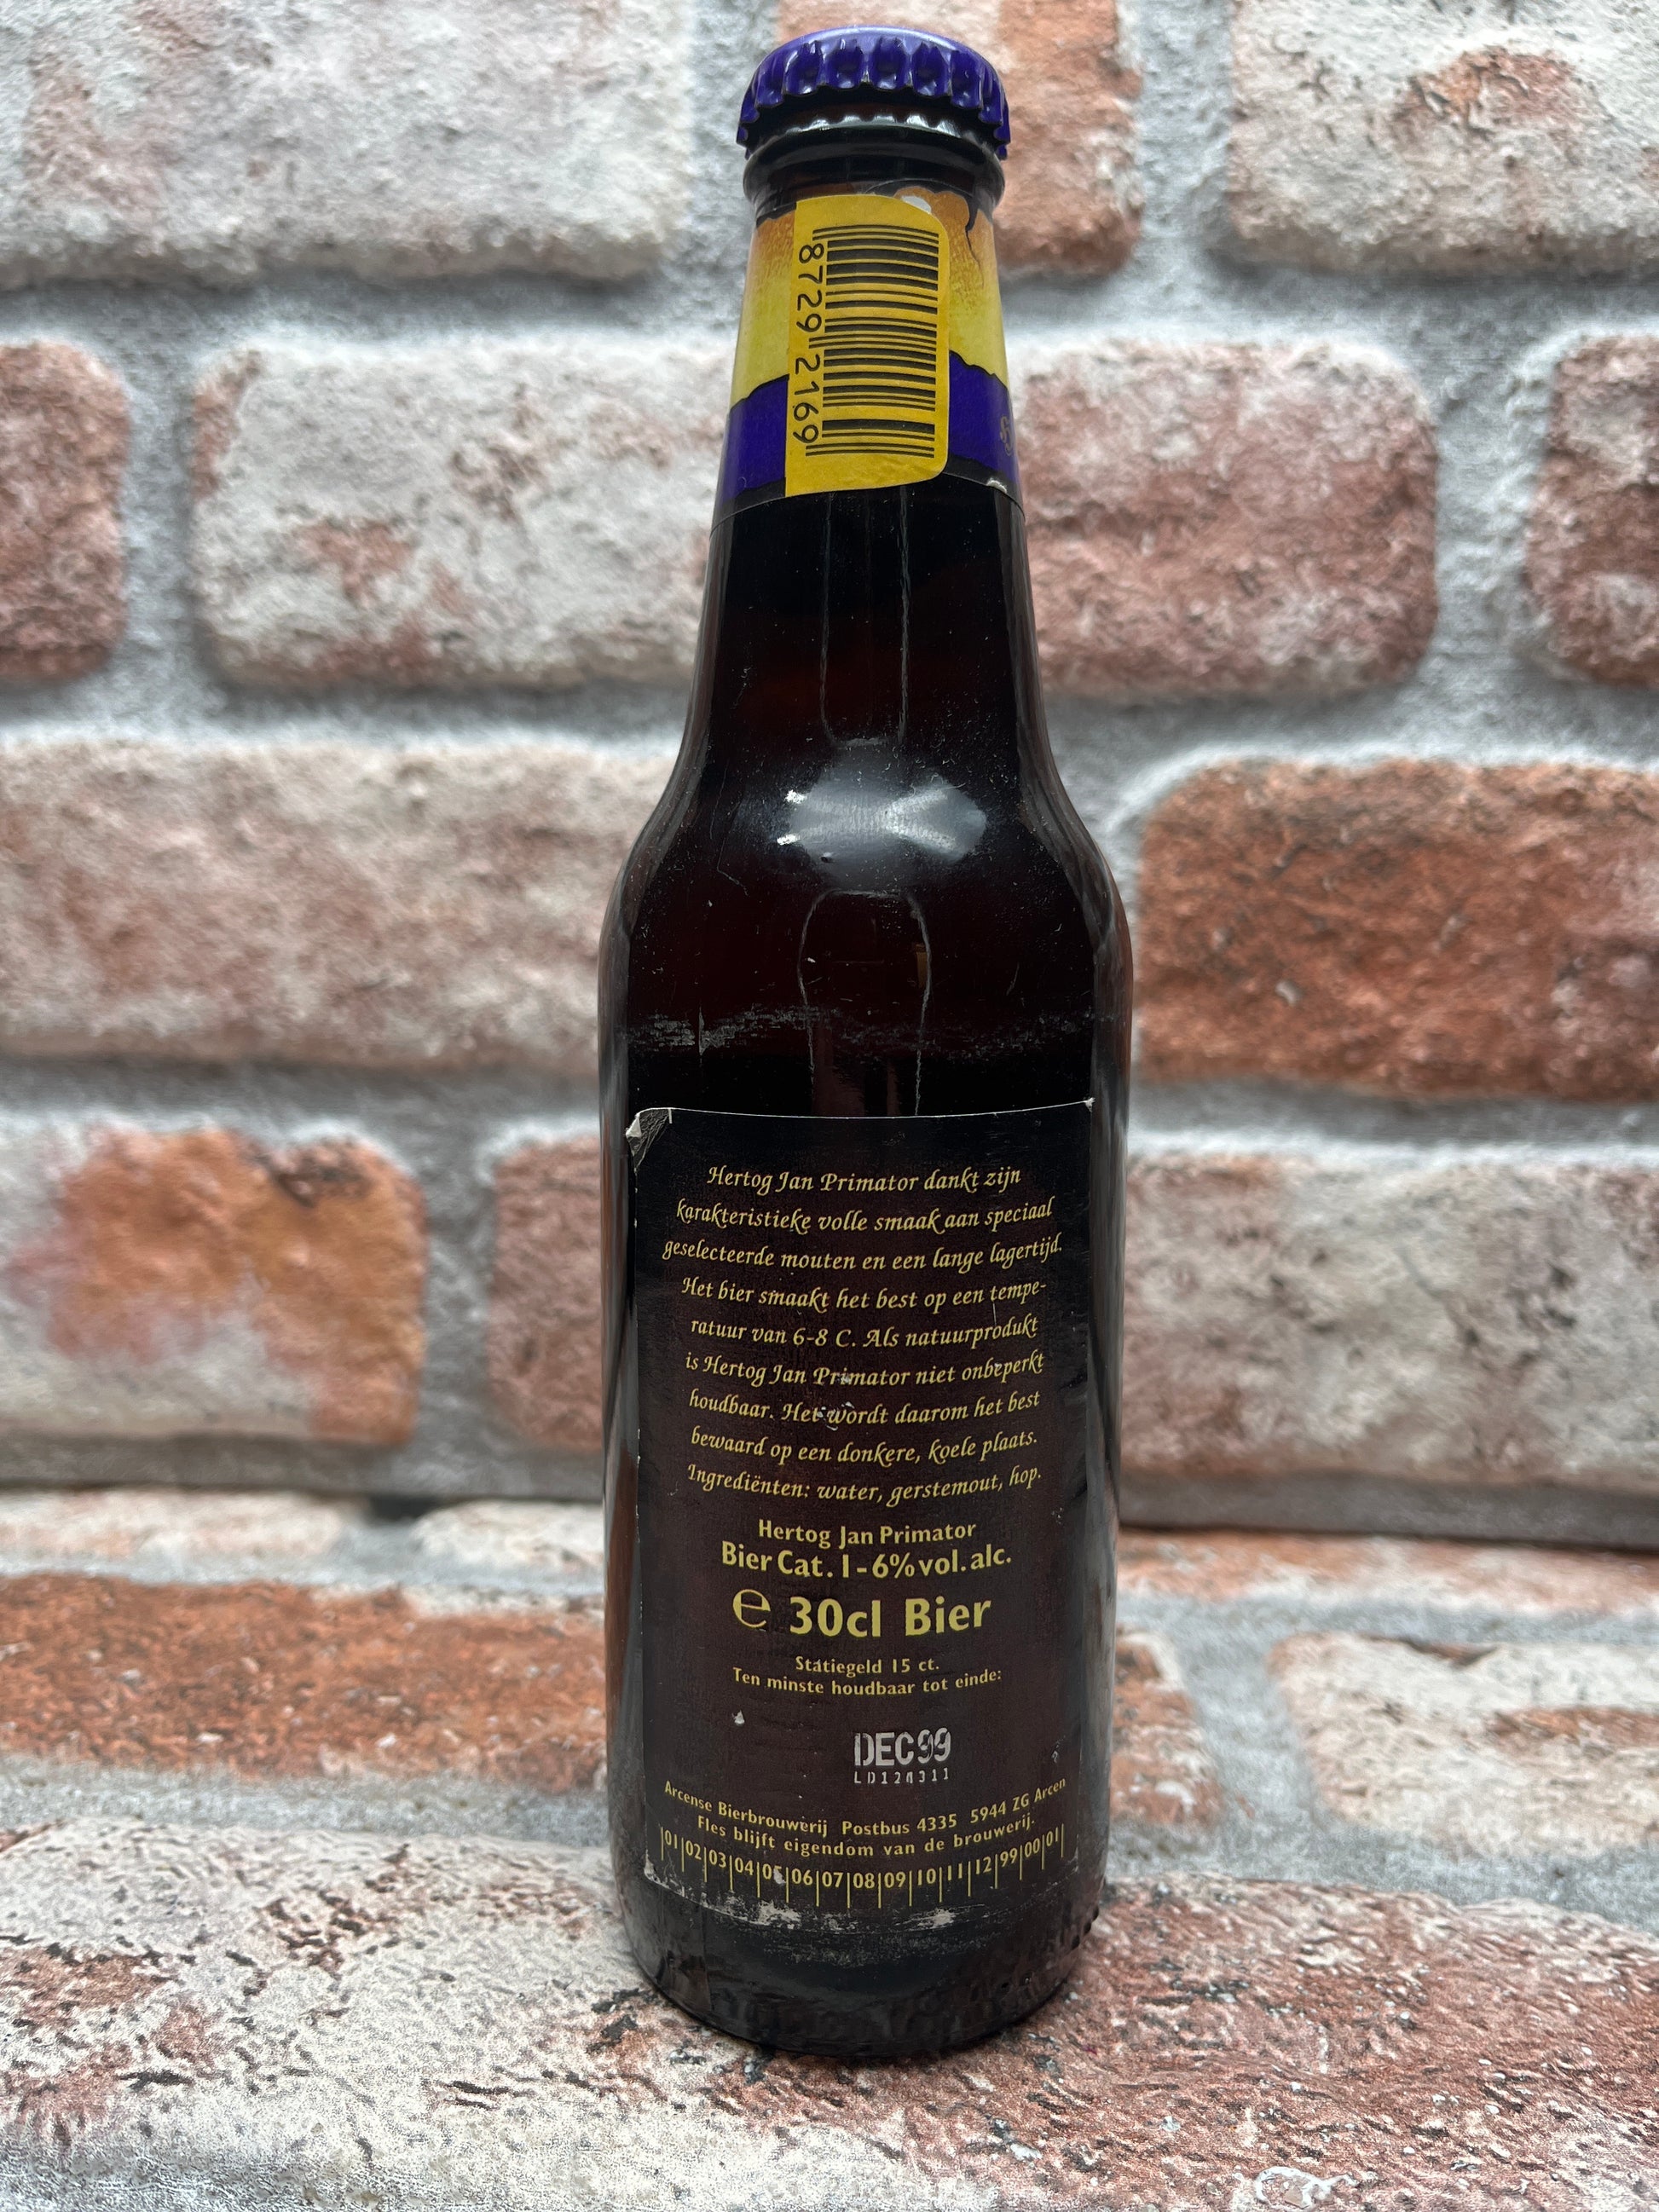 8729 2169
Hertog Jan Primator dankt zijn
karakteristieke volle smaak aan speciaal
geselecteerde mouten en een lange lagertijd.
Het bier smaakt het best op een tempe-
ratuur van 6-8 C. Als natuurprodukt
is Hertog Jan Primator niet onbeperkt
houdbaar. Het wordt daarom het best
bewaard op een donkere, koele plaats.
Ingrediënten: water, gerstemout, hop.
Hertog Jan Primator
Bier Cat. I - 6% vol. alc.
℮ 30cl Bier
Statiegeld 15 ct.
Ten minste houdbaar tot einde:
DEC99
Arcense Bierbrouwerij Postbus 4335 5944 ZG Arcen
Fles blijft eigendom van de brouwerij.
|01|02|03|04|05|06|07|08|09|10|11|12|99|00|01|